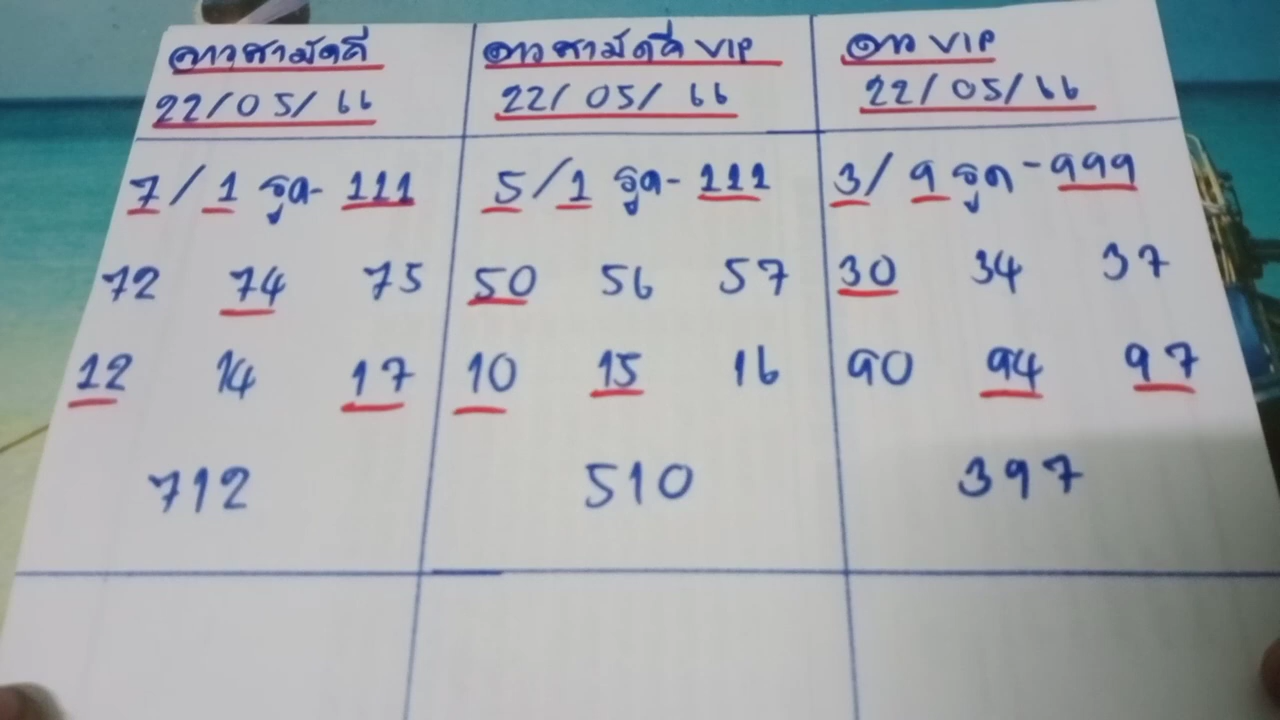 ลาวสามัคคี
22/05/66
7/1 รูด- 111
72 74 75
12 14 17
712
ลาวสามัคคี VIP
22/05/66
5/1 รูด- 111
50 56 57
10 15 16
510
ลาว VIP
22/05/66
3/9 รูด-999
30 34 37
90 94 97
397